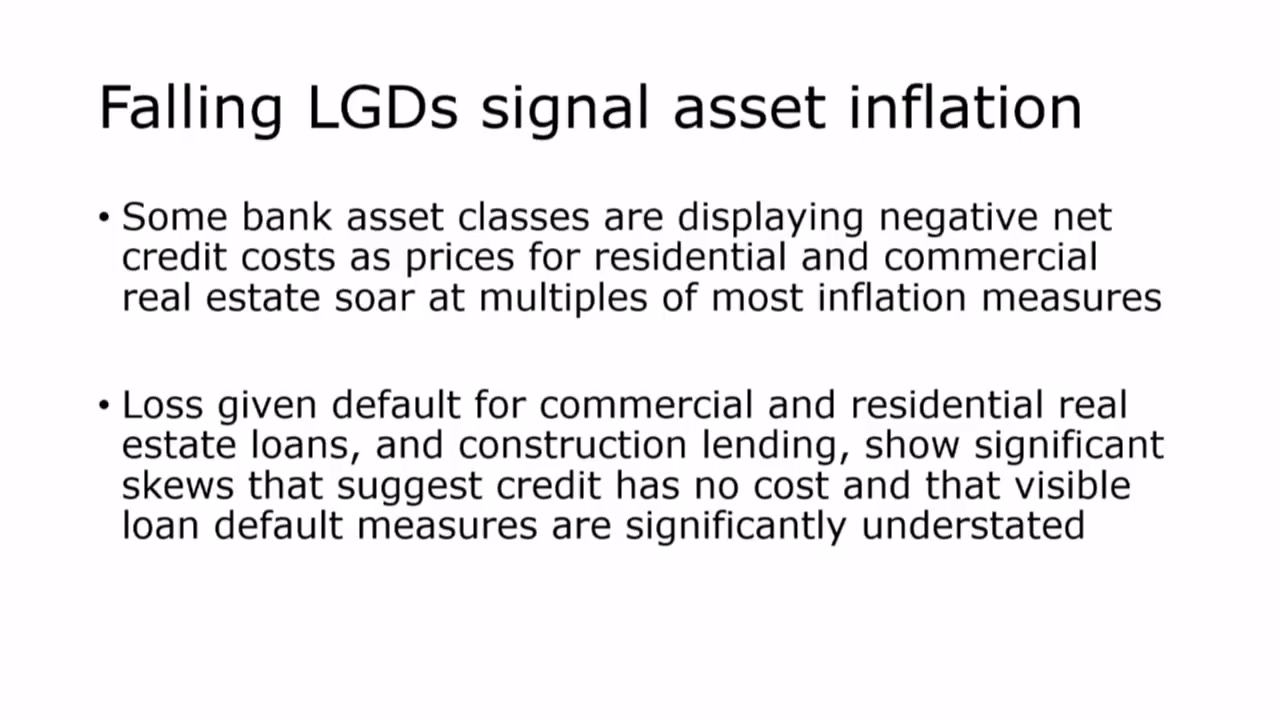 Falling LGDs signal asset inflation
• Some bank asset classes are displaying negative net
credit costs as prices for residential and commercial
real estate soar at multiples of most inflation measures
• Loss given default for commercial and residential real
estate loans, and construction lending, show significant
skews that suggest credit has no cost and that visible
loan default measures are significantly understated